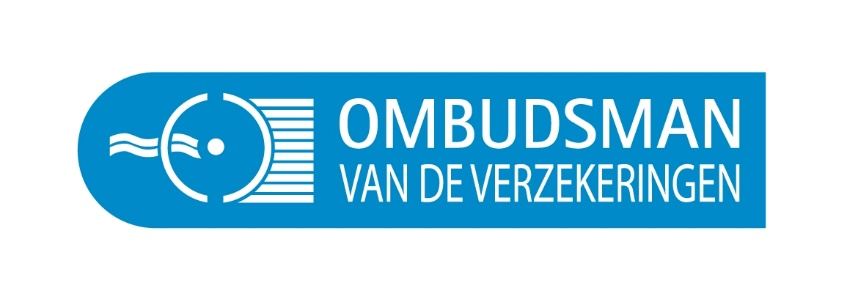 OMBUDSMAN
VAN DE VERZEKERINGEN